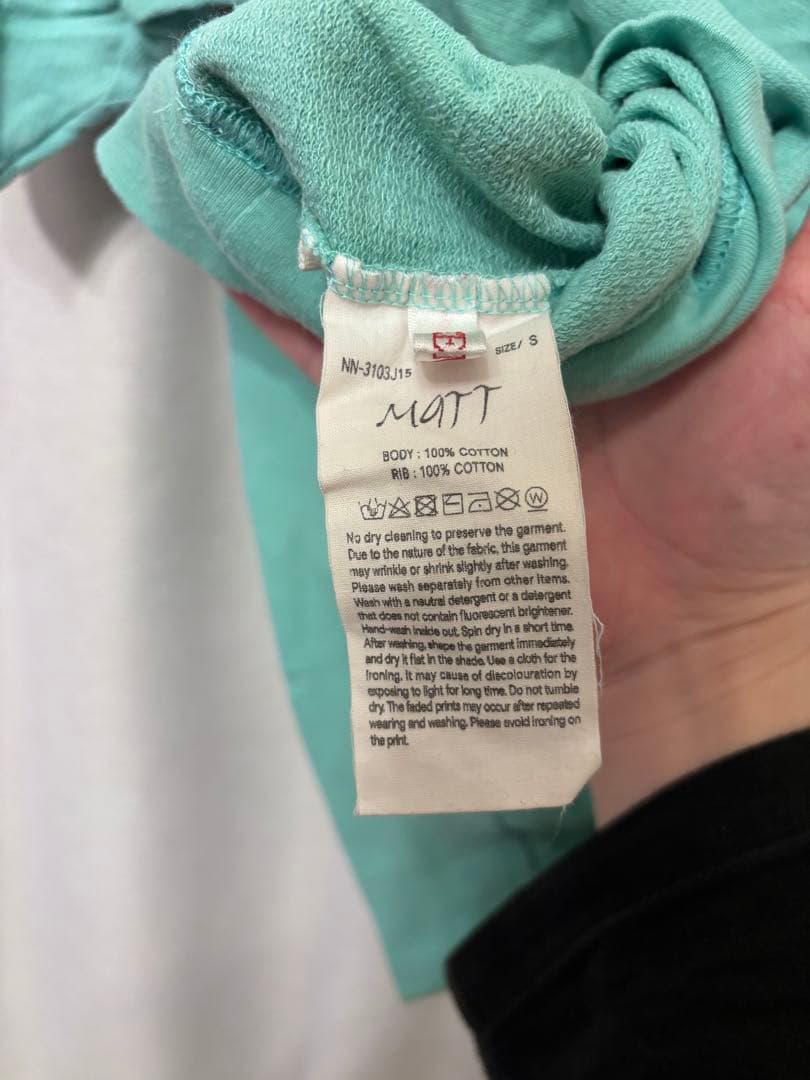 NN-3103J15
SIZE/ S
MATT
BODY : 100% COTTON
RIB : 100% COTTON
W
No dry cleaning to preserve the garment.
Due to the nature of the fabric, this garment
may wrinkle or shrink slightly after washing.
Please wash separately from other items.
Wash with a neutral detergent or a detergent
that does not contain fluorescent brightener.
Hand-wash inside out. Spin dry in a short time.
After washing, shape the garment immediately
and dry it flat in the shade. Use a cloth for the
ironing. It may cause of discolouration by
exposing to light for long time. Do not tumble
dry. The faded prints may occur after repeated
wearing and washing. Please avoid ironing on
the print.